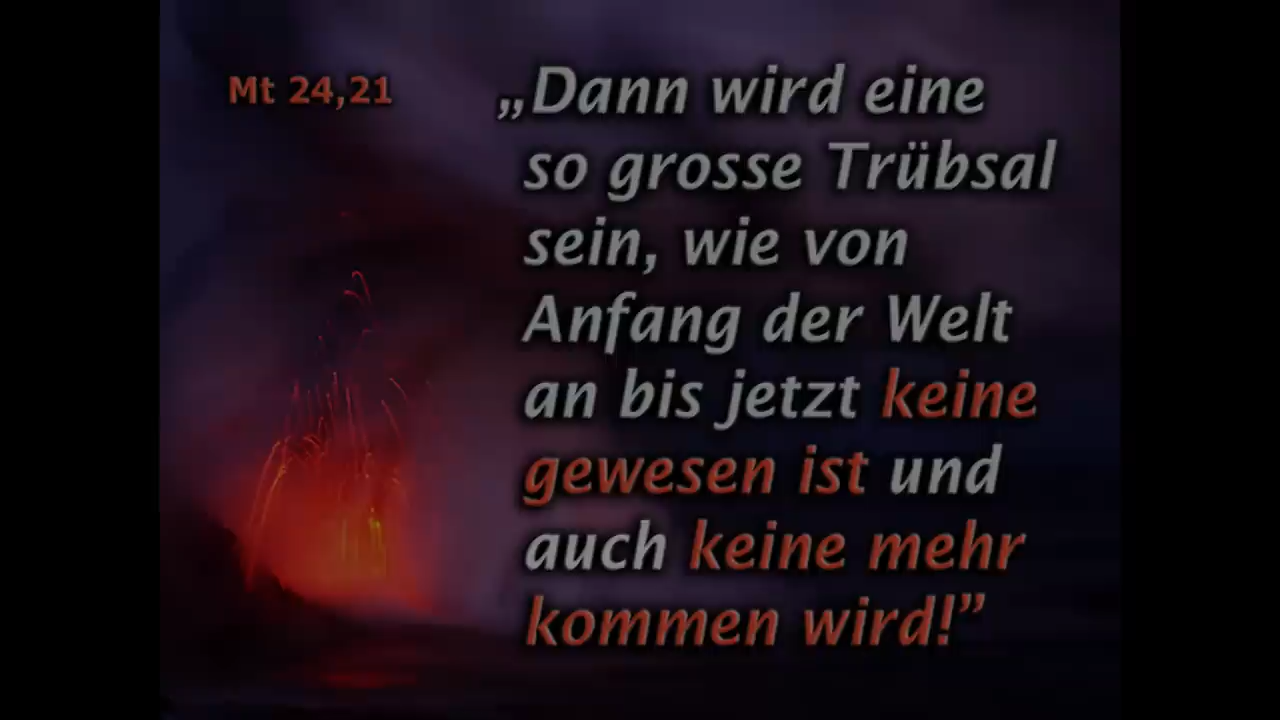 Mt 24,21
„Dann wird eine
so grosse Trübsal
sein, wie von
Anfang der Welt
an bis jetzt keine
gewesen ist und
auch keine mehr
kommen wird!”